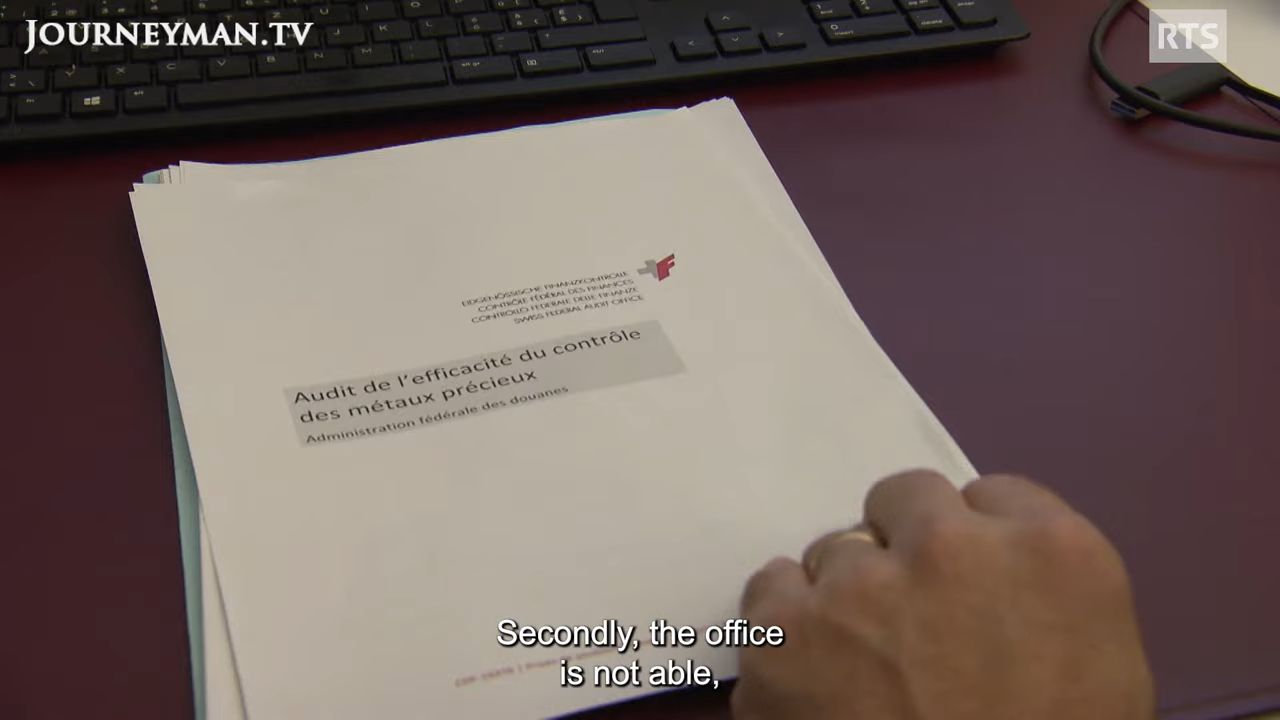 JOURNEYMAN.TV
RTS
EIDGENÖSSISCHE FINANZKONTROLLE
CONTRÔLE FÉDÉRAL DES FINANCES
CONTROLLO FEDERALE DELLE FINANZE
SWISS FEDERAL AUDIT OFFICE
Audit de l'efficacité du contrôle
des métaux précieux
Administration fédérale des douanes
Secondly, the office
is not able,